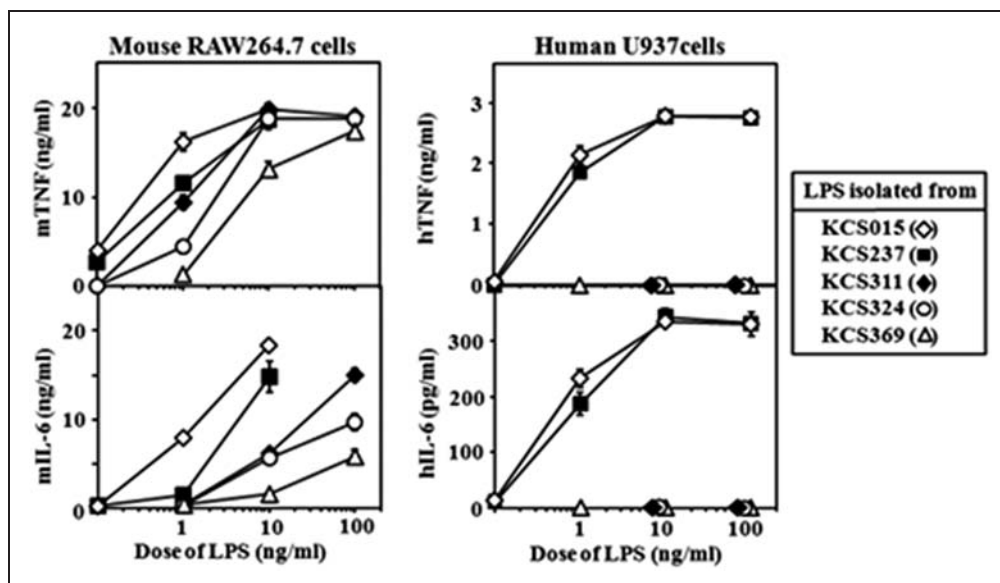 Mouse RAW264.7 cells
Human U937cells
mTNF (ng/ml)
20
10
0
hTNF (ng/ml)
3
2
1
0
mIL-6 (ng/ml)
20
10
0
1
10
100
Dose of LPS (ng/ml)
hIL-6 (pg/ml)
300
200
100
0
1
10
100
Dose of LPS (ng/ml)
LPS isolated from
KCS015 (◇)
KCS237 (■)
KCS311 (◆)
KCS324 (○)
KCS369 (△)